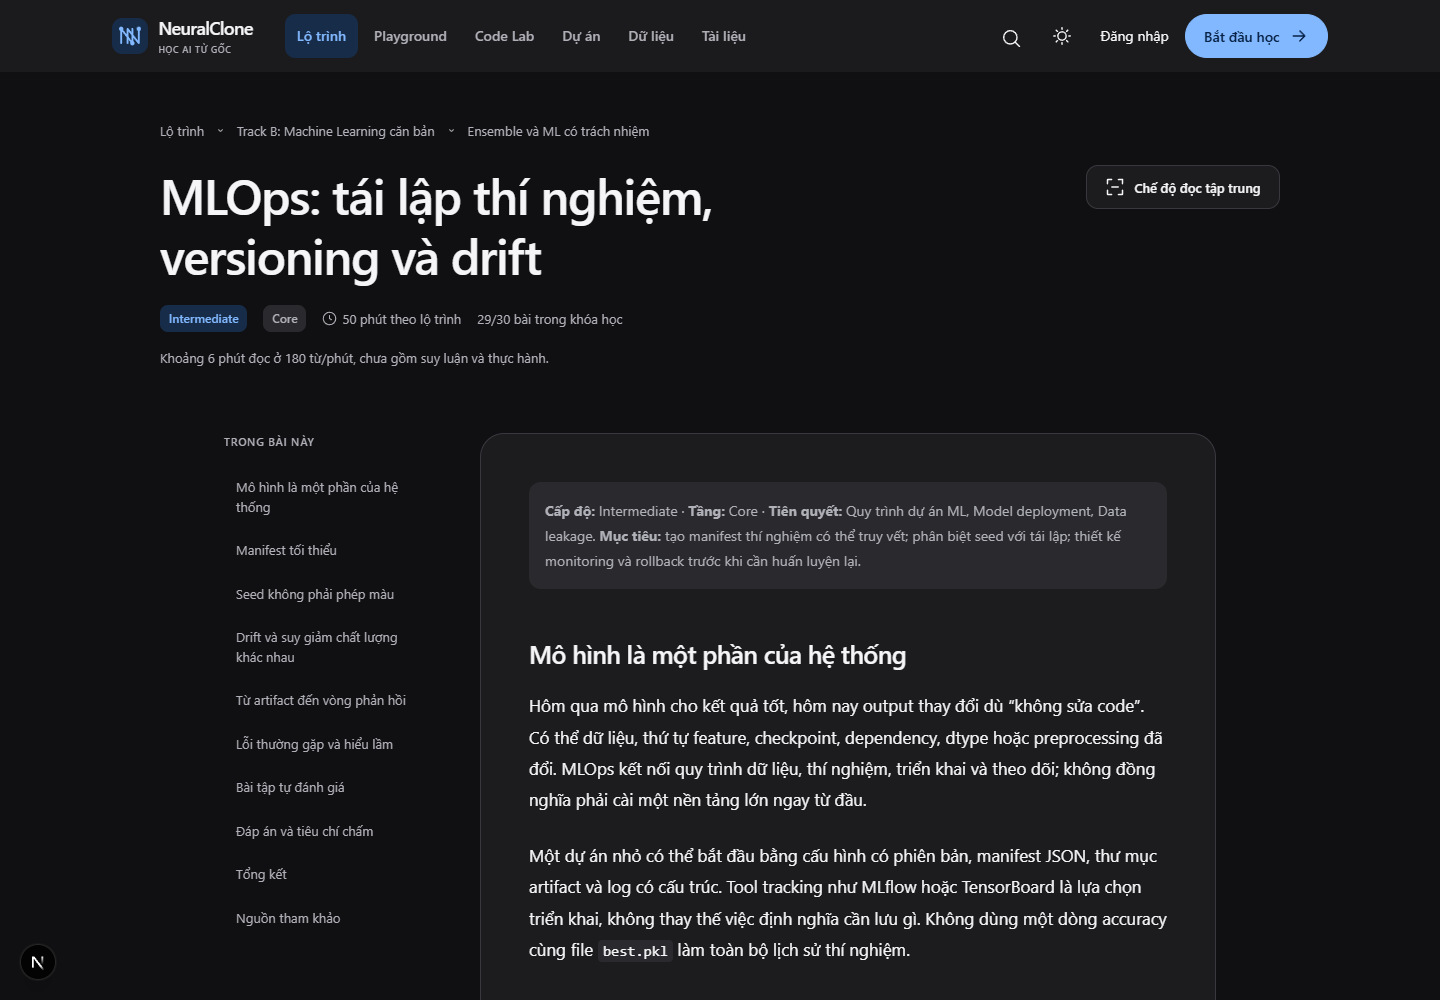 NeuralClone
HỌC AI TỪ GỐC
Lộ trình
Playground
Code Lab
Dự án
Dữ liệu
Tài liệu
Đăng nhập
Bắt đầu học
Lộ trình
Track B: Machine Learning căn bản
Ensemble và ML có trách nhiệm
MLOps: tái lập thí nghiệm,
versioning và drift
Chế độ đọc tập trung
Intermediate
Core
50 phút theo lộ trình
29/30 bài trong khóa học
Khoảng 6 phút đọc ở 180 từ/phút, chưa gồm suy luận và thực hành.
TRONG BÀI NÀY
Mô hình là một phần của hệ
thống
Manifest tối thiểu
Seed không phải phép màu
Drift và suy giảm chất lượng
khác nhau
Từ artifact đến vòng phản hồi
Lỗi thường gặp và hiểu lầm
Bài tập tự đánh giá
Đáp án và tiêu chí chấm
Tổng kết
Nguồn tham khảo
Cấp độ: Intermediate · Tầng: Core · Tiên quyết: Quy trình dự án ML, Model deployment, Data
leakage. Mục tiêu: tạo manifest thí nghiệm có thể truy vết; phân biệt seed với tái lập; thiết kế
monitoring và rollback trước khi cần huấn luyện lại.
Mô hình là một phần của hệ thống
Hôm qua mô hình cho kết quả tốt, hôm nay output thay đổi dù “không sửa code”.
Có thể dữ liệu, thứ tự feature, checkpoint, dependency, dtype hoặc preprocessing đã
đổi. MLOps kết nối quy trình dữ liệu, thí nghiệm, triển khai và theo dõi; không đồng
nghĩa phải cài một nền tảng lớn ngay từ đầu.
Một dự án nhỏ có thể bắt đầu bằng cấu hình có phiên bản, manifest JSON, thư mục
artifact và log có cấu trúc. Tool tracking như MLflow hoặc TensorBoard là lựa chọn
triển khai, không thay thế việc định nghĩa cần lưu gì. Không dùng một dòng accuracy
cùng file best.pkl làm toàn bộ lịch sử thí nghiệm.
N